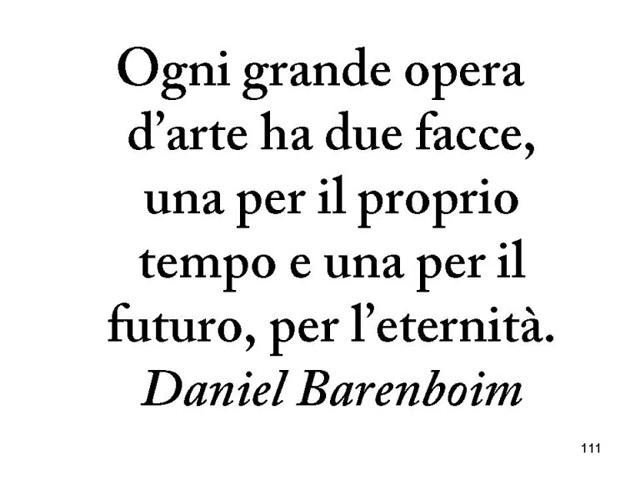 Ogni grande opera
d’arte ha due facce,
una per il proprio
tempo e una per il
futuro, per l’eternità.
Daniel Barenboim
111